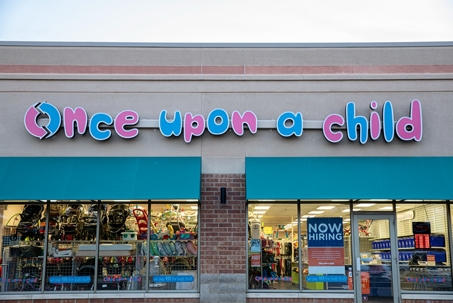 Once upon a child
NOW
HIRING